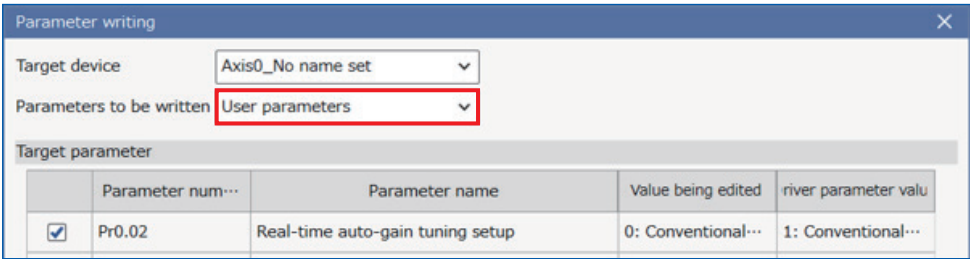 Parameter writing
Target device Axis0_No name set
Parameters to be written User parameters
Target parameter
Parameter num… Parameter name Value being edited river parameter valu
Pr0.02 Real-time auto-gain tuning setup 0: Conventional… 1: Conventional…